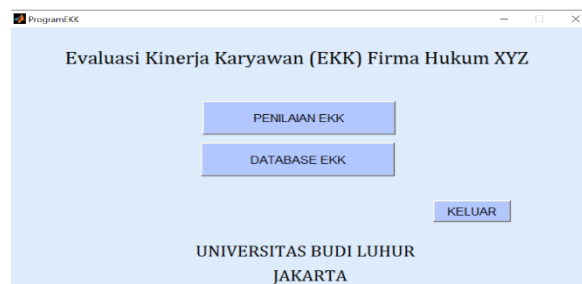 ProgramEKK
Evaluasi Kinerja Karyawan (EKK) Firma Hukum XYZ
PENILAIAN EKK
DATABASE EKK
KELUAR
UNIVERSITAS BUDI LUHUR
JAKARTA